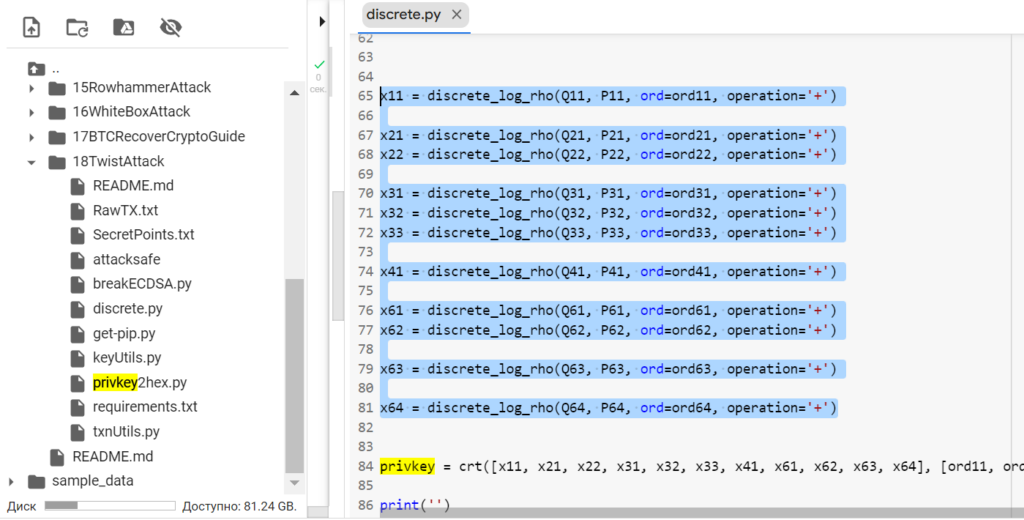 ..
15RowhammerAttack
16WhiteBoxAttack
17BTCRecoverCryptoGuide
18TwistAttack
README.md
RawTX.txt
SecretPoints.txt
attacksafe
breakECDSA.py
discrete.py
get-pip.py
keyUtils.py
privkey2hex.py
requirements.txt
txnUtils.py
README.md
sample_data
Диск Доступно: 81.24 GB.
0
сек.
discrete.py ×
62
63
64
65 x11 = discrete_log_rho(Q11, P11, ord=ord11, operation='+')
66
67 x21 = discrete_log_rho(Q21, P21, ord=ord21, operation='+')
68 x22 = discrete_log_rho(Q22, P22, ord=ord22, operation='+')
69
70 x31 = discrete_log_rho(Q31, P31, ord=ord31, operation='+')
71 x32 = discrete_log_rho(Q32, P32, ord=ord32, operation='+')
72 x33 = discrete_log_rho(Q33, P33, ord=ord33, operation='+')
73
74 x41 = discrete_log_rho(Q41, P41, ord=ord41, operation='+')
75
76 x61 = discrete_log_rho(Q61, P61, ord=ord61, operation='+')
77 x62 = discrete_log_rho(Q62, P62, ord=ord62, operation='+')
78
79 x63 = discrete_log_rho(Q63, P63, ord=ord63, operation='+')
80
81 x64 = discrete_log_rho(Q64, P64, ord=ord64, operation='+')
82
83
84 privkey = crt([x11, x21, x22, x31, x32, x33, x41, x61, x62, x63, x64], [ord11, ord
85
86 print('')